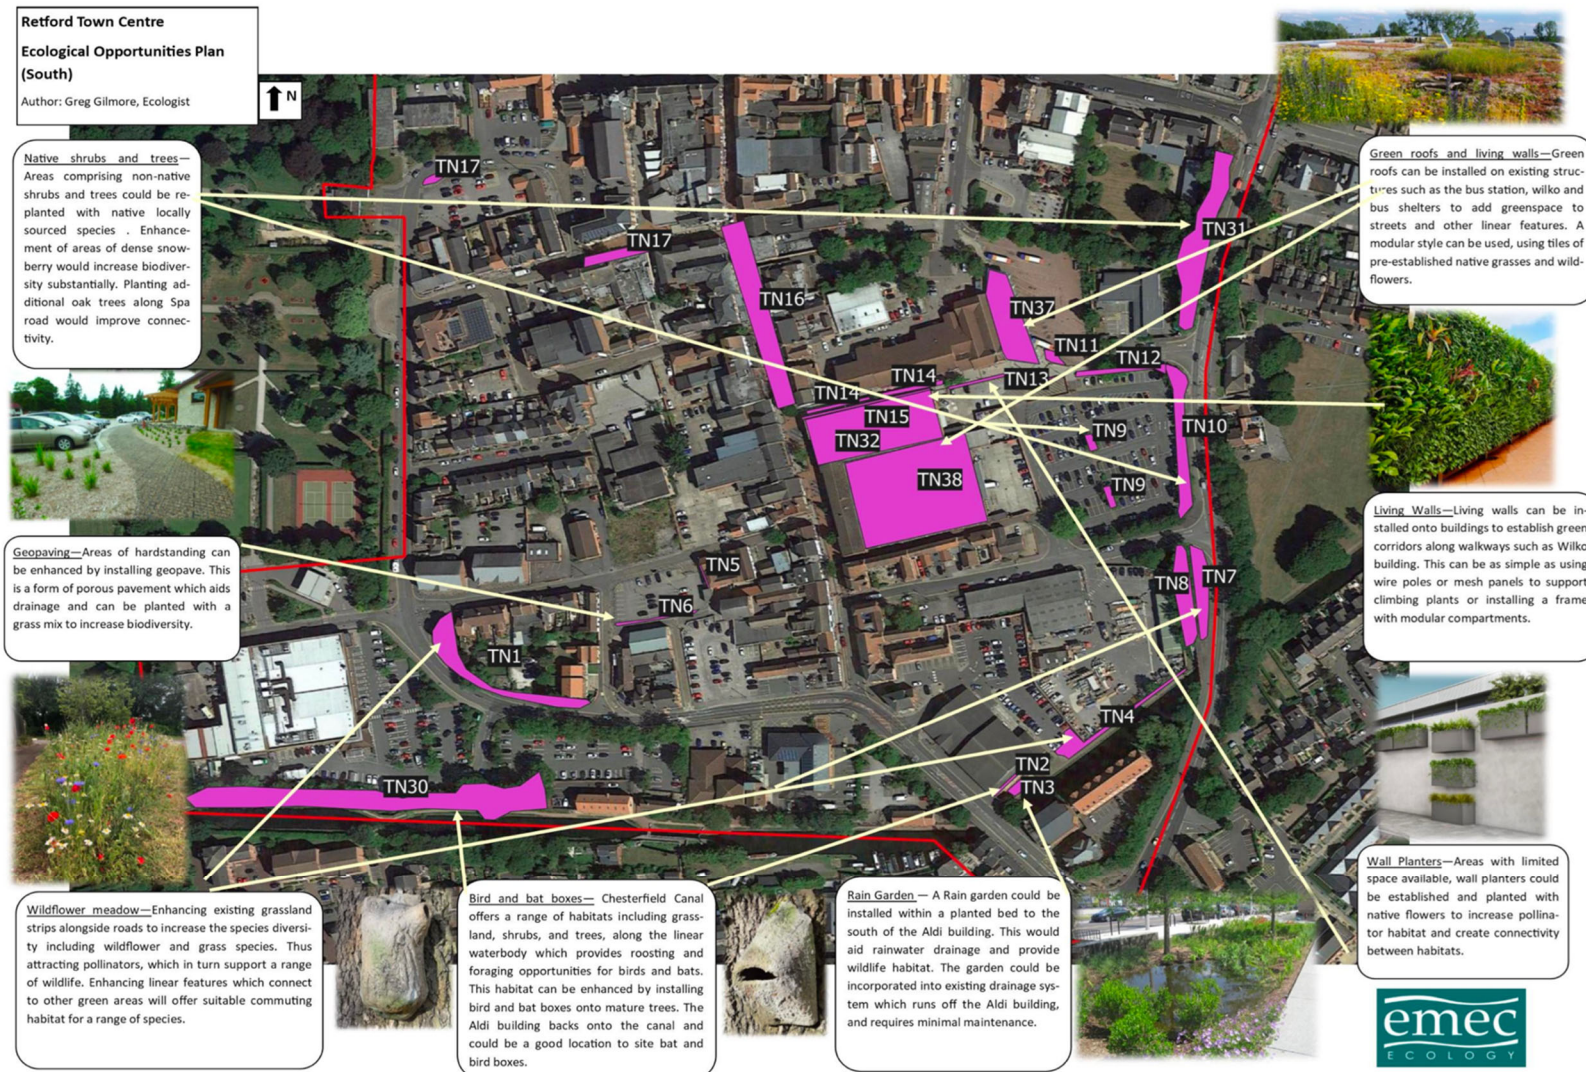 Retford Town Centre
Ecological Opportunities Plan
(South)
Author: Greg Gilmore, Ecologist
N
Native shrubs and trees—
Areas comprising non-native
shrubs and trees could be re-
planted with native locally
sourced species . Enhance-
ment of areas of dense snow-
berry would increase biodiver-
sity substantially. Planting ad-
ditional oak trees along Spa
road would improve connec-
tivity.
Geopaving—Areas of hardstanding can
be enhanced by installing geopave. This
is a form of porous pavement which aids
drainage and can be planted with a
grass mix to increase biodiversity.
Wildflower meadow—Enhancing existing grassland
strips alongside roads to increase the species diversi-
ty including wildflower and grass species. Thus
attracting pollinators, which in turn support a range
of wildlife. Enhancing linear features which connect
to other green areas will offer suitable commuting
habitat for a range of species.
Bird and bat boxes— Chesterfield Canal
offers a range of habitats including grass-
land, shrubs, and trees, along the linear
waterbody which provides roosting and
foraging opportunities for birds and bats.
This habitat can be enhanced by installing
bird and bat boxes onto mature trees. The
Aldi building backs onto the canal and
could be a good location to site bat and
bird boxes.
Rain Garden — A Rain garden could be
installed within a planted bed to the
south of the Aldi building. This would
aid rainwater drainage and provide
wildlife habitat. The garden could be
incorporated into existing drainage sys-
tem which runs off the Aldi building,
and requires minimal maintenance.
Green roofs and living walls—Green
roofs can be installed on existing struc-
tures such as the bus station, wilko and
bus shelters to add greenspace to
streets and other linear features. A
modular style can be used, using tiles of
pre-established native grasses and wild-
flowers.
Living Walls—Living walls can be in-
stalled onto buildings to establish green
corridors along walkways such as Wilko
building. This can be as simple as using
wire poles or mesh panels to support
climbing plants or installing a frame
with modular compartments.
Wall Planters—Areas with limited
space available, wall planters could
be established and planted with
native flowers to increase pollina-
tor habitat and create connectivity
between habitats.
TN17
TN17
TN31
TN16
TN37
TN11
TN12
TN14
TN13
TN14
TN15
TN32
TN9
TN10
TN38
TN9
TN5
TN8
TN7
TN6
TN1
TN4
TN2
TN3
TN30
emec
ECOLOGY